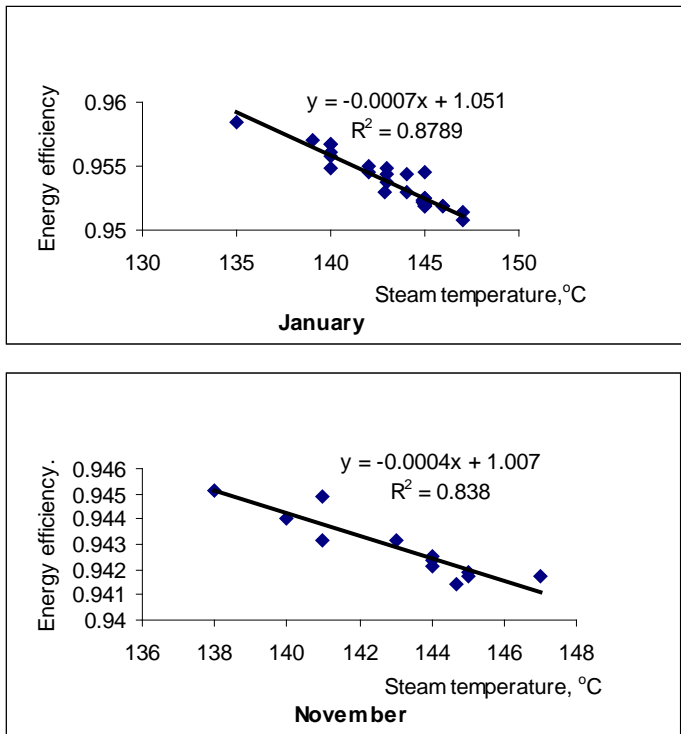 y = -0.0007x + 1.051
R² = 0.8789
Energy efficiency
0.96
0.955
0.95
130 135 140 145 150
Steam temperature,°C
January
y = -0.0004x + 1.007
R² = 0.838
Energy efficiency.
0.946
0.945
0.944
0.943
0.942
0.941
0.94
136 138 140 142 144 146 148
Steam temperature, °C
November